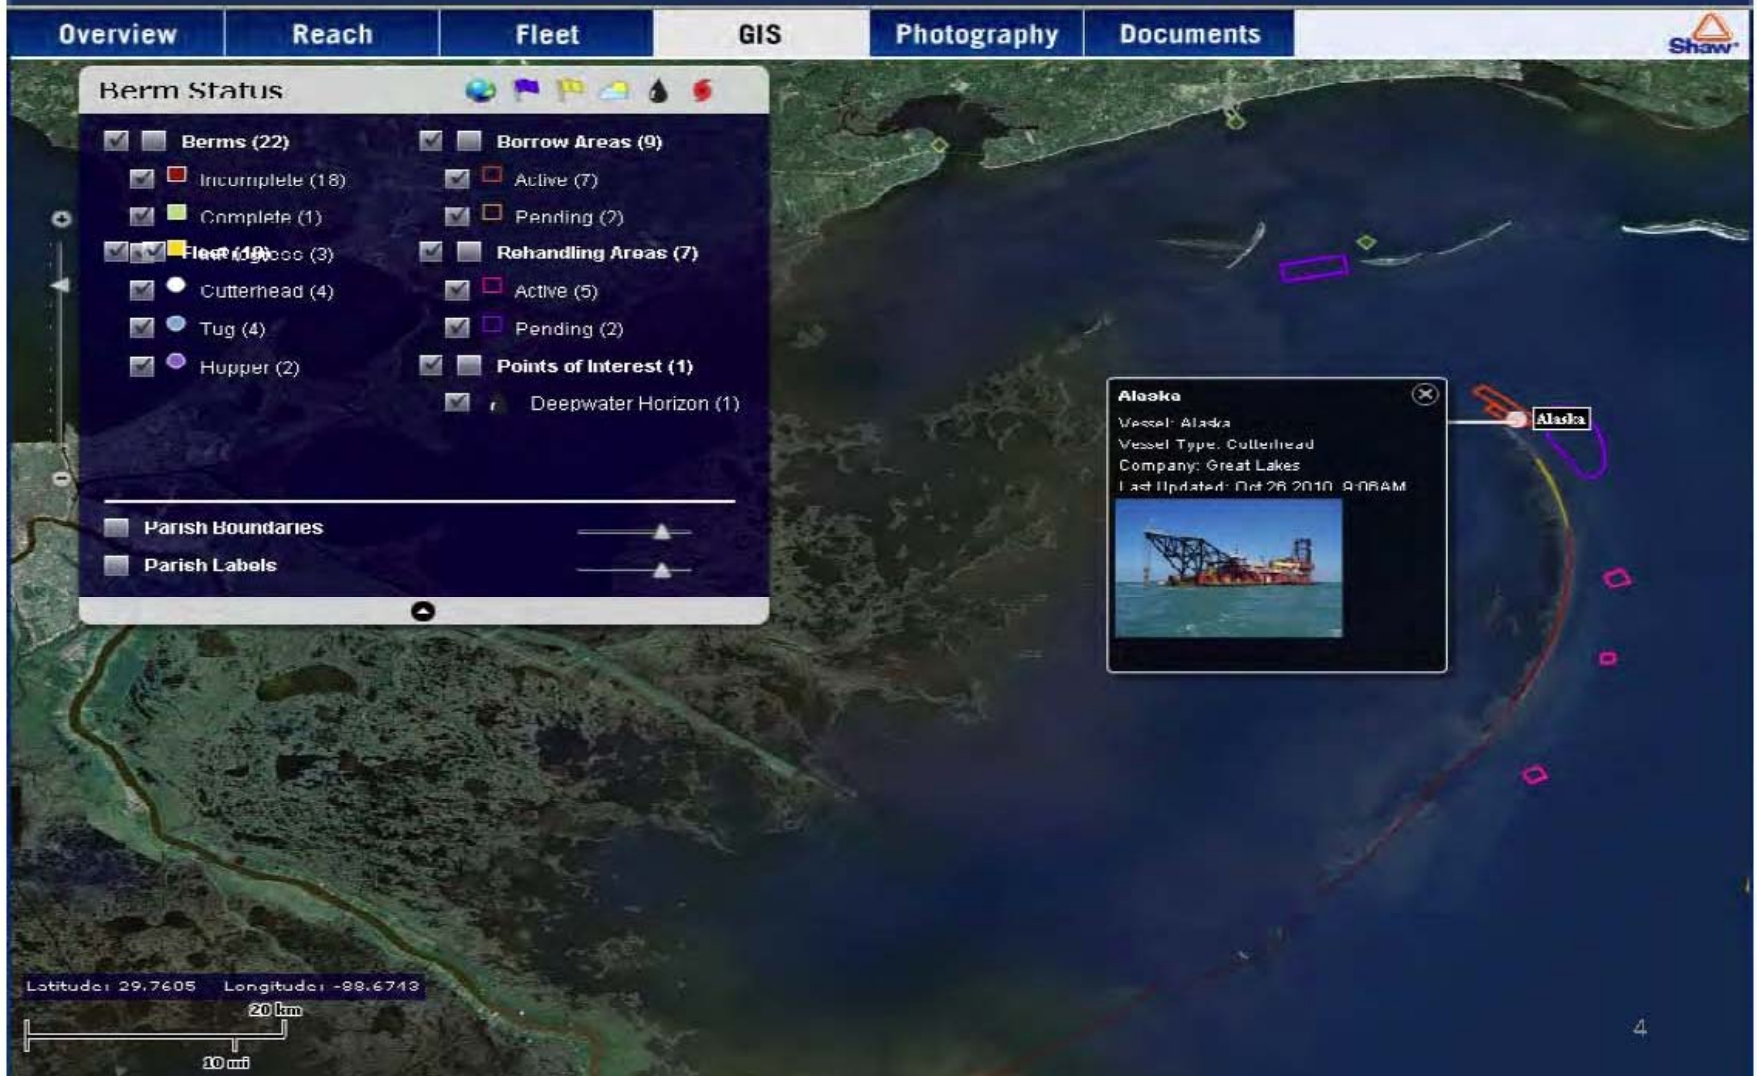 Overview Reach Fleet GIS Photography Documents
Shaw
Berm Status
Berms (22)
Incomplete (18)
Complete (1)
Fleet
(3)
Cutterhead (4)
Tug (4)
Hopper (2)
Borrow Areas (9)
Active (7)
Pending (2)
Rehandling Areas (7)
Active (5)
Pending (2)
Points of Interest (1)
Deepwater Horizon (1)
Parish Boundaries
Parish Labels
Alaska
Vessel: Alaska
Vessel Type: Cutterhead
Company: Great Lakes
Last Updated: Oct 26 2010 9:06AM
Alaska
Latitude: 29.7605 Longitude: -88.6743
20 km
10 mi
4